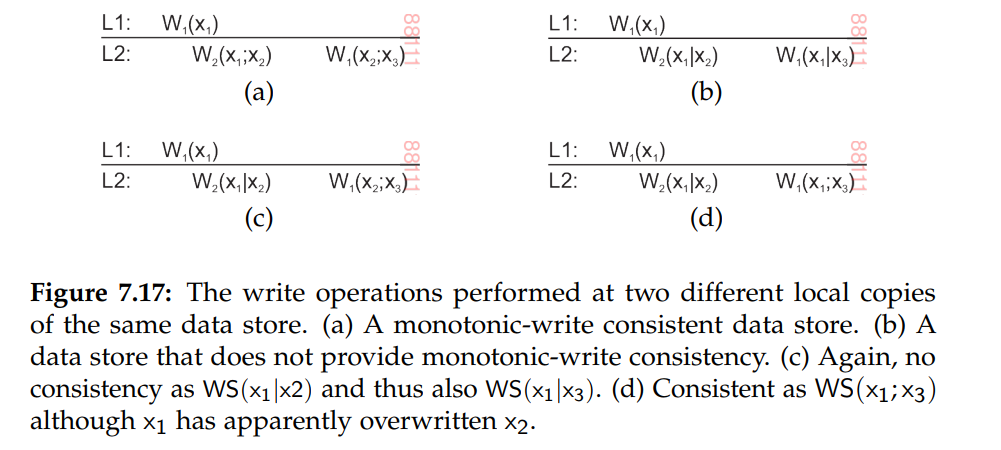 L1: W₁(x₁) L1: W₁(x₁)
L2: W₂(x₁;x₂) W₁(x₂;x₃) L2: W₂(x₁|x₂) W₁(x₁|x₃)
(a) (b)
L1: W₁(x₁) L1: W₁(x₁)
L2: W₂(x₁|x₂) W₁(x₂;x₃) L2: W₂(x₁|x₂) W₁(x₁;x₃)
(c) (d)
Figure 7.17: The write operations performed at two different local copies
of the same data store. (a) A monotonic-write consistent data store. (b) A
data store that does not provide monotonic-write consistency. (c) Again, no
consistency as WS(x₁|x2) and thus also WS(x₁|x₃). (d) Consistent as WS(x₁;x₃)
although x₁ has apparently overwritten x₂.